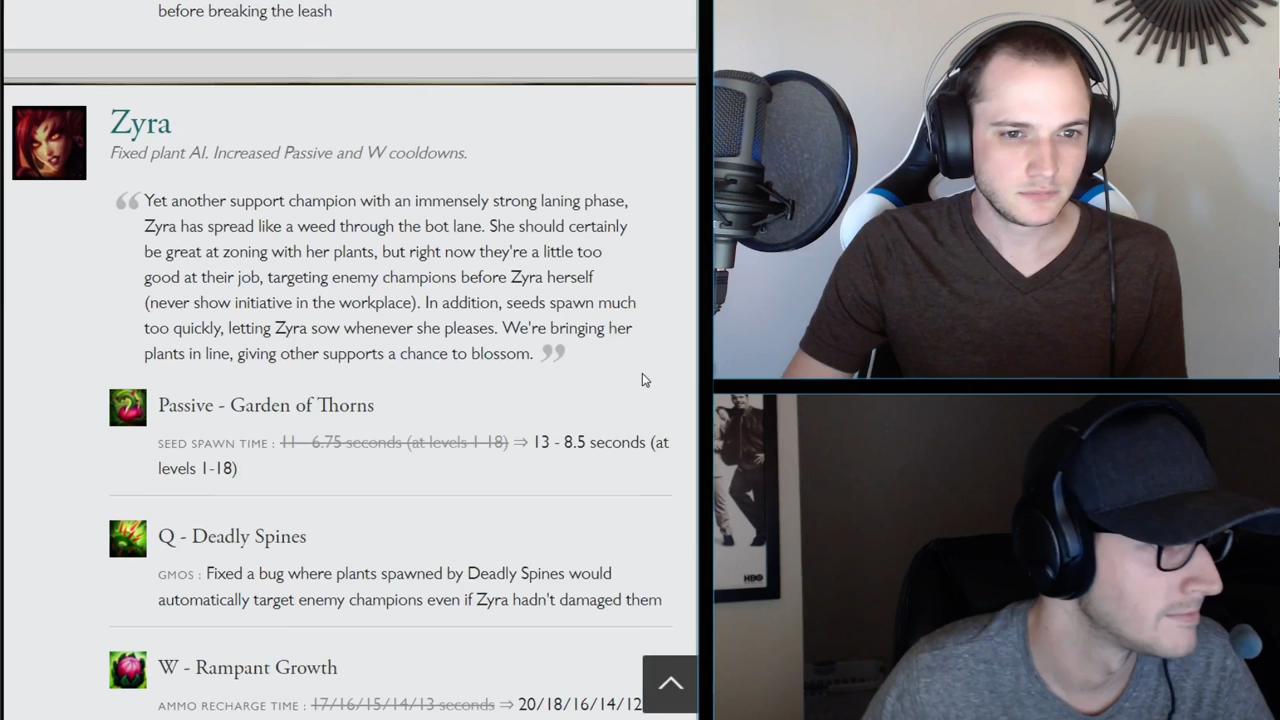 before breaking the leash
Zyra
Fixed plant AI. Increased Passive and W cooldowns.
“ Yet another support champion with an immensely strong laning phase,
Zyra has spread like a weed through the bot lane. She should certainly
be great at zoning with her plants, but right now they're a little too
good at their job, targeting enemy champions before Zyra herself
(never show initiative in the workplace). In addition, seeds spawn much
too quickly, letting Zyra sow whenever she pleases. We're bringing her
plants in line, giving other supports a chance to blossom. ”
Passive - Garden of Thorns
SEED SPAWN TIME : 11 - 6.75 seconds (at levels 1-18) ⇒ 13 - 8.5 seconds (at
levels 1-18)
Q - Deadly Spines
GMOS : Fixed a bug where plants spawned by Deadly Spines would
automatically target enemy champions even if Zyra hadn't damaged them
W - Rampant Growth
AMMO RECHARGE TIME : 17/16/15/14/13 seconds ⇒ 20/18/16/14/12
HBO